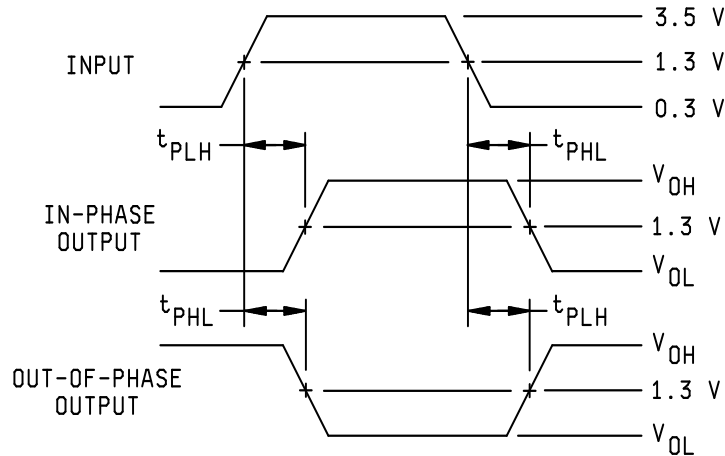 3.5 V
INPUT
1.3 V
0.3 V
tPLH
tPHL
VOH
IN-PHASE
OUTPUT
1.3 V
VOL
tPHL
tPLH
VOH
OUT-OF-PHASE
OUTPUT
1.3 V
VOL